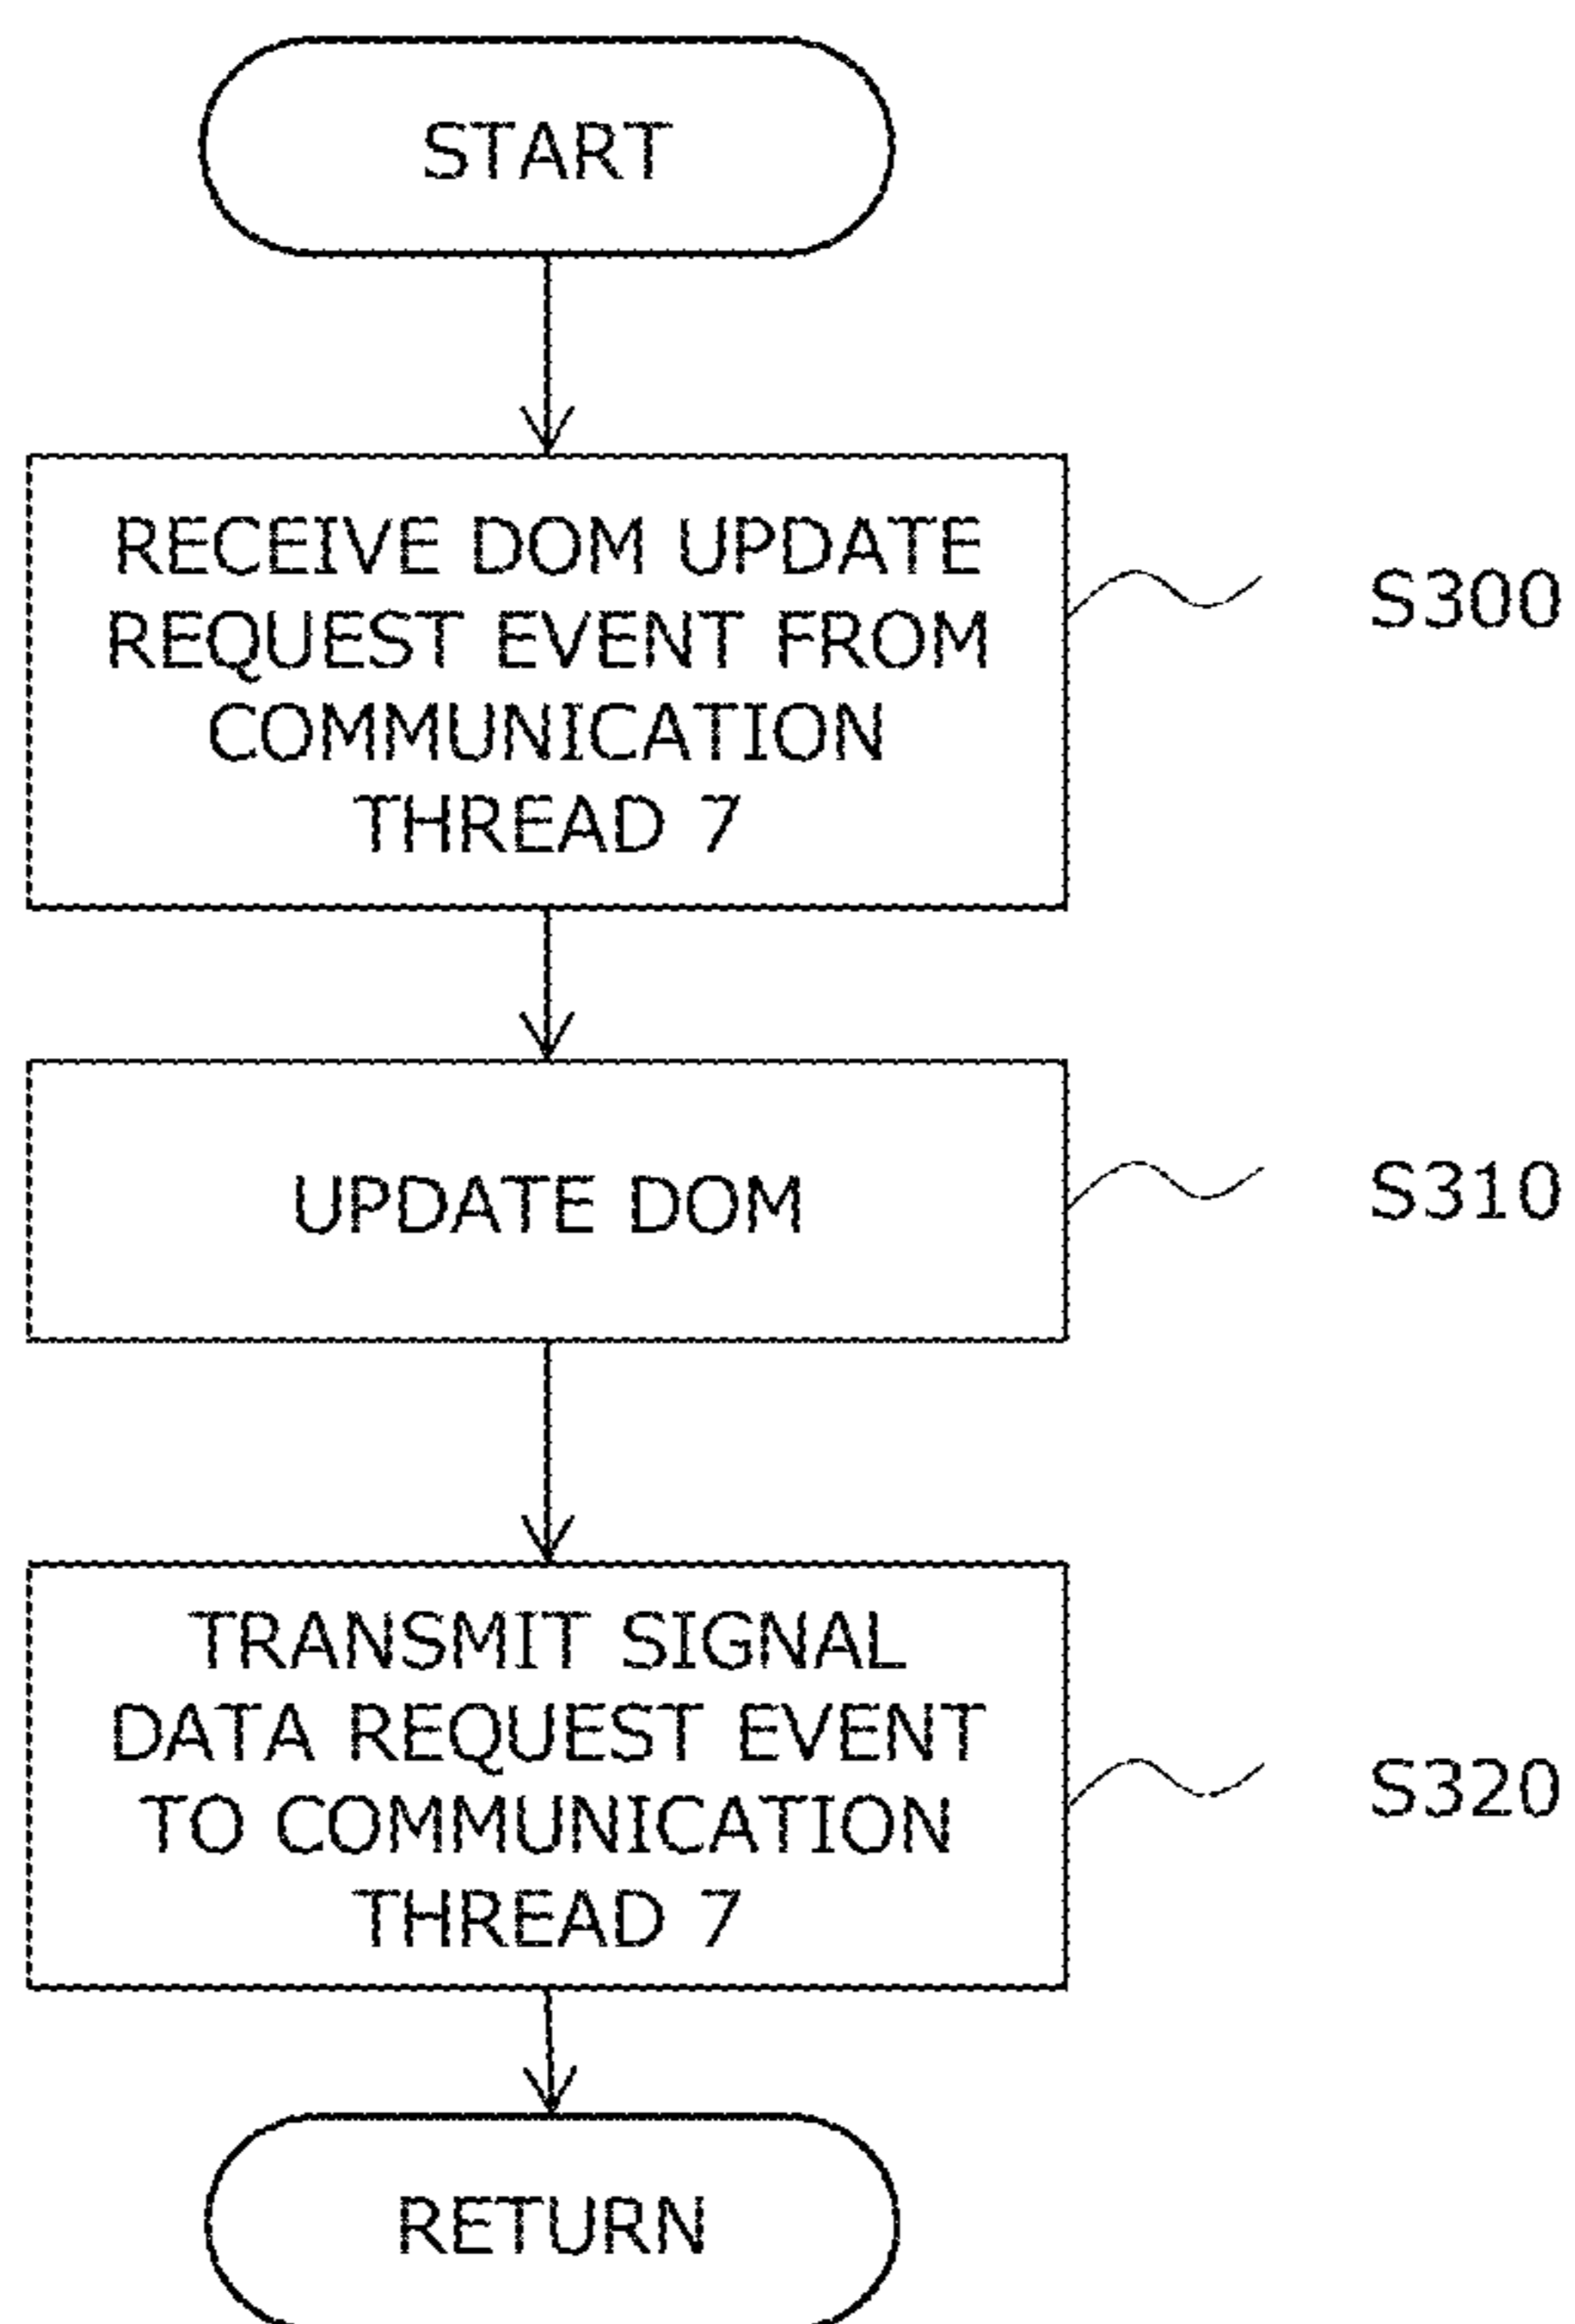 START
RECEIVE DOM UPDATE
REQUEST EVENT FROM
COMMUNICATION
THREAD 7
S300
UPDATE DOM
S310
TRANSMIT SIGNAL
DATA REQUEST EVENT
TO COMMUNICATION
THREAD 7
S320
RETURN